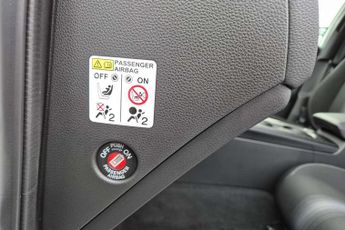 PASSENGER
AIRBAG
OFF ON
2 2
PUSH
OFF ON
PASSENGER
AIRBAG